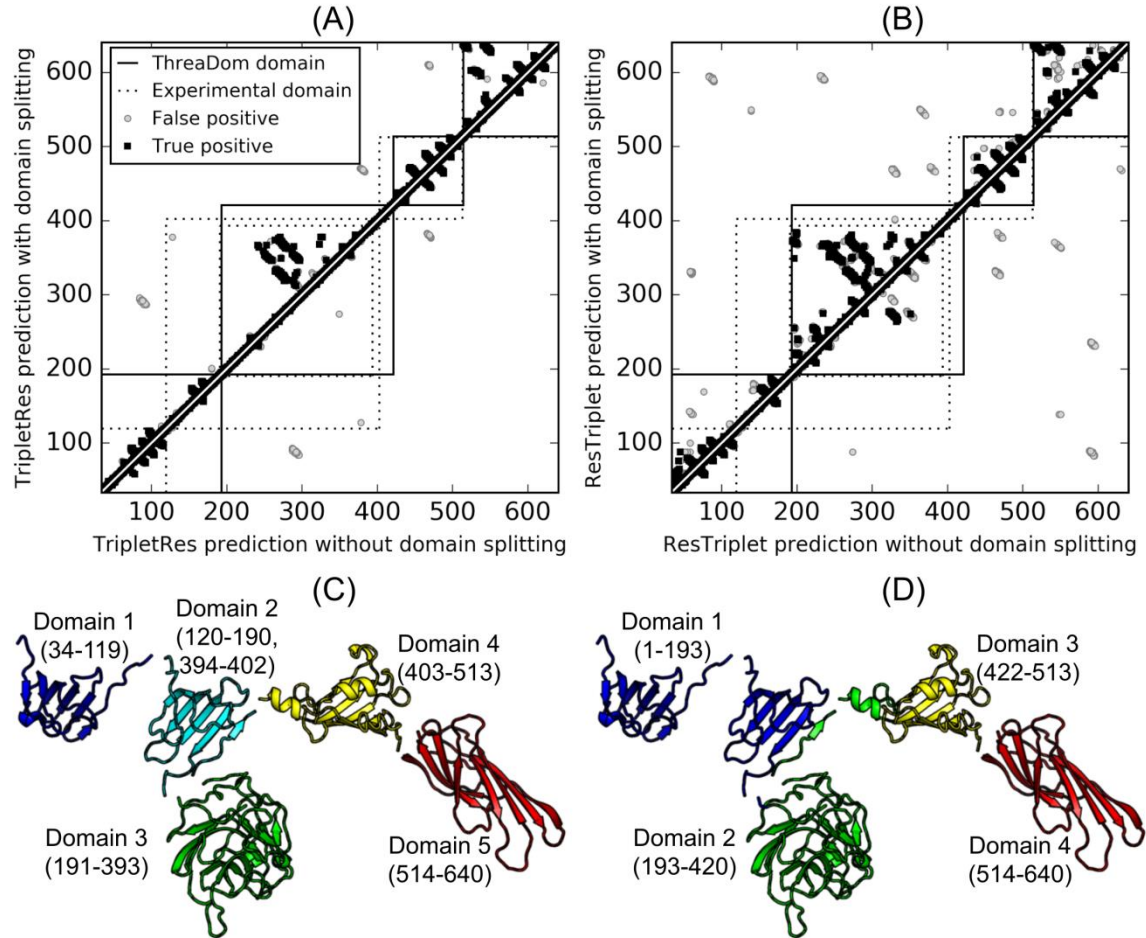 (A)
(B)
ThreaDom domain
Experimental domain
False positive
True positive
TripletRes prediction with domain splitting
600
500
400
300
200
100
100 200 300 400 500 600
TripletRes prediction without domain splitting
ResTriplet prediction with domain splitting
600
500
400
300
200
100
100 200 300 400 500 600
ResTriplet prediction without domain splitting
(C)
Domain 1
(34-119)
Domain 2
(120-190,
394-402)
Domain 4
(403-513)
Domain 3
(191-393)
Domain 5
(514-640)
(D)
Domain 1
(1-193)
Domain 3
(422-513)
Domain 2
(193-420)
Domain 4
(514-640)